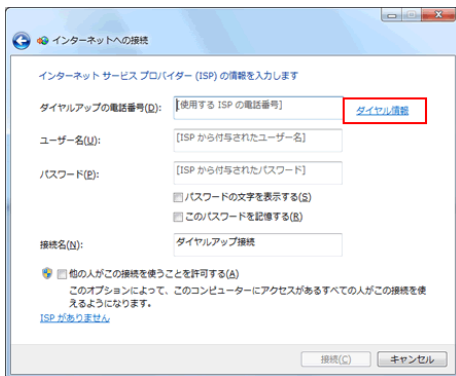 インターネットへの接続
インターネット サービス プロバイダー (ISP) の情報を入力します
ダイヤルアップの電話番号(D): [使用する ISP の電話番号] ダイヤル情報
ユーザー名(U): [ISP から付与されたユーザー名]
パスワード(P): [ISP から付与されたパスワード]
パスワードの文字を表示する(S)
このパスワードを記憶する(R)
接続名(N): ダイヤルアップ接続
他の人がこの接続を使うことを許可する(A)
このオプションによって、このコンピューターにアクセスがあるすべての人がこの接続を使
えるようになります。
ISP がありません
接続(C) キャンセル